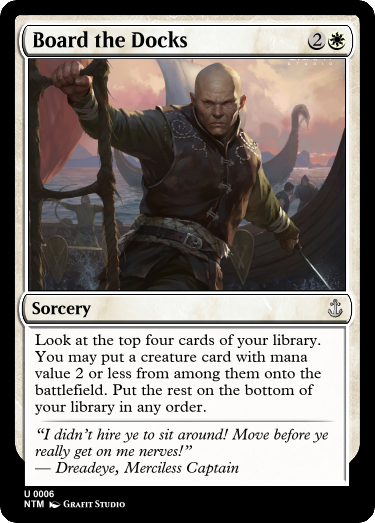 Board the Docks 2
Sorcery
Look at the top four cards of your library.
You may put a creature card with mana
value 2 or less from among them onto the
battlefield. Put the rest on the bottom of
your library in any order.
“I didn't hire ye to sit around! Move before ye
really get on me nerves!”
— Dreadeye, Merciless Captain
U 0006
NTM GRAFIT STUDIO